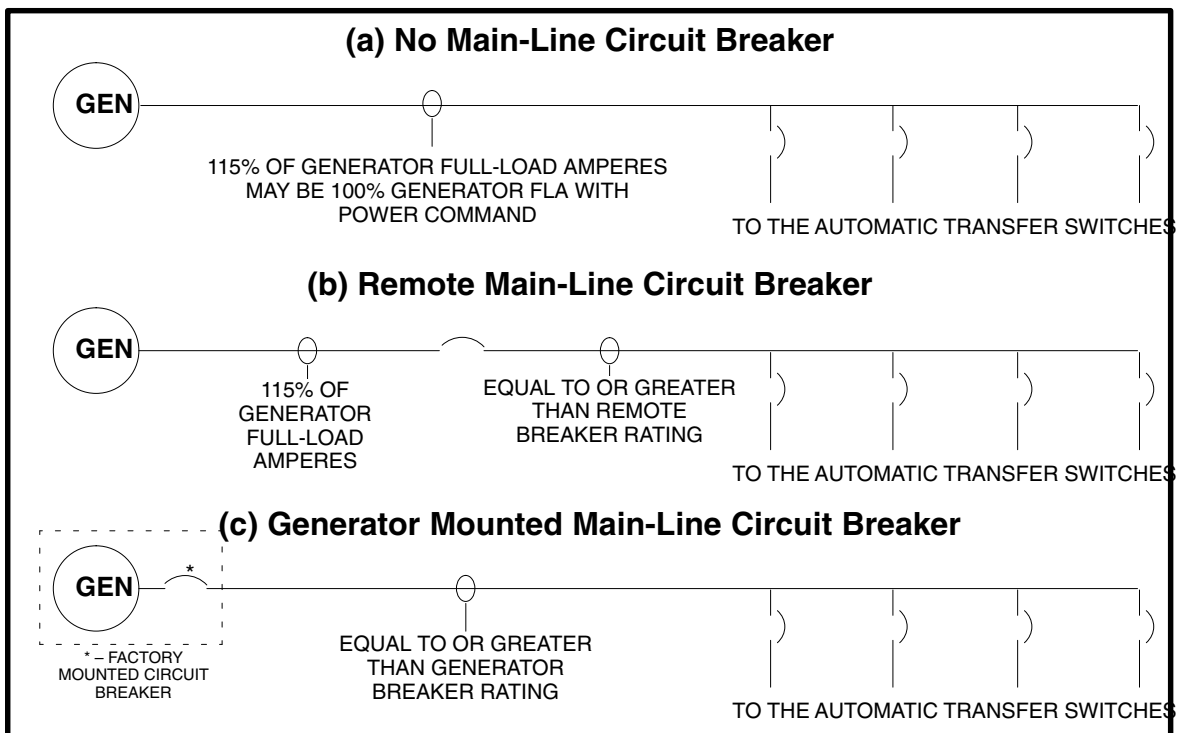 (a) No Main-Line Circuit Breaker
GEN
115% OF GENERATOR FULL-LOAD AMPERES
MAY BE 100% GENERATOR FLA WITH
POWER COMMAND
TO THE AUTOMATIC TRANSFER SWITCHES
(b) Remote Main-Line Circuit Breaker
GEN
115% OF
GENERATOR
FULL-LOAD
AMPERES
EQUAL TO OR GREATER
THAN REMOTE
BREAKER RATING
TO THE AUTOMATIC TRANSFER SWITCHES
(c) Generator Mounted Main-Line Circuit Breaker
GEN
*
* – FACTORY
MOUNTED CIRCUIT
BREAKER
EQUAL TO OR GREATER
THAN GENERATOR
BREAKER RATING
TO THE AUTOMATIC TRANSFER SWITCHES